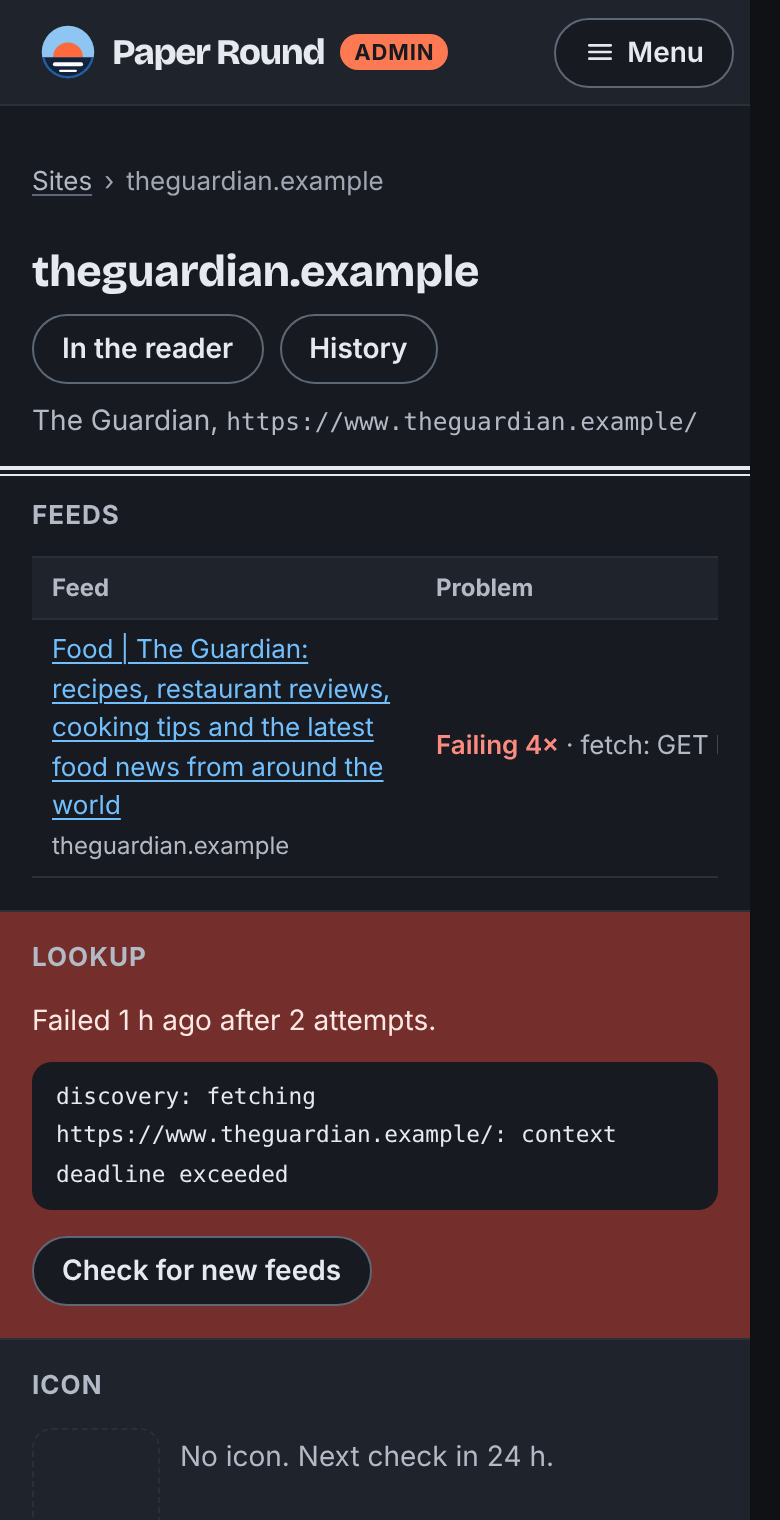 Paper Round ADMIN
Menu
Sites › theguardian.example
theguardian.example
In the reader
History
The Guardian, https://www.theguardian.example/
FEEDS
Feed Problem
Food | The Guardian:
recipes, restaurant reviews,
cooking tips and the latest
food news from around the
world
theguardian.example
Failing 4× · fetch: GET
LOOKUP
Failed 1 h ago after 2 attempts.
discovery: fetching
https://www.theguardian.example/: context
deadline exceeded
Check for new feeds
ICON
No icon. Next check in 24 h.